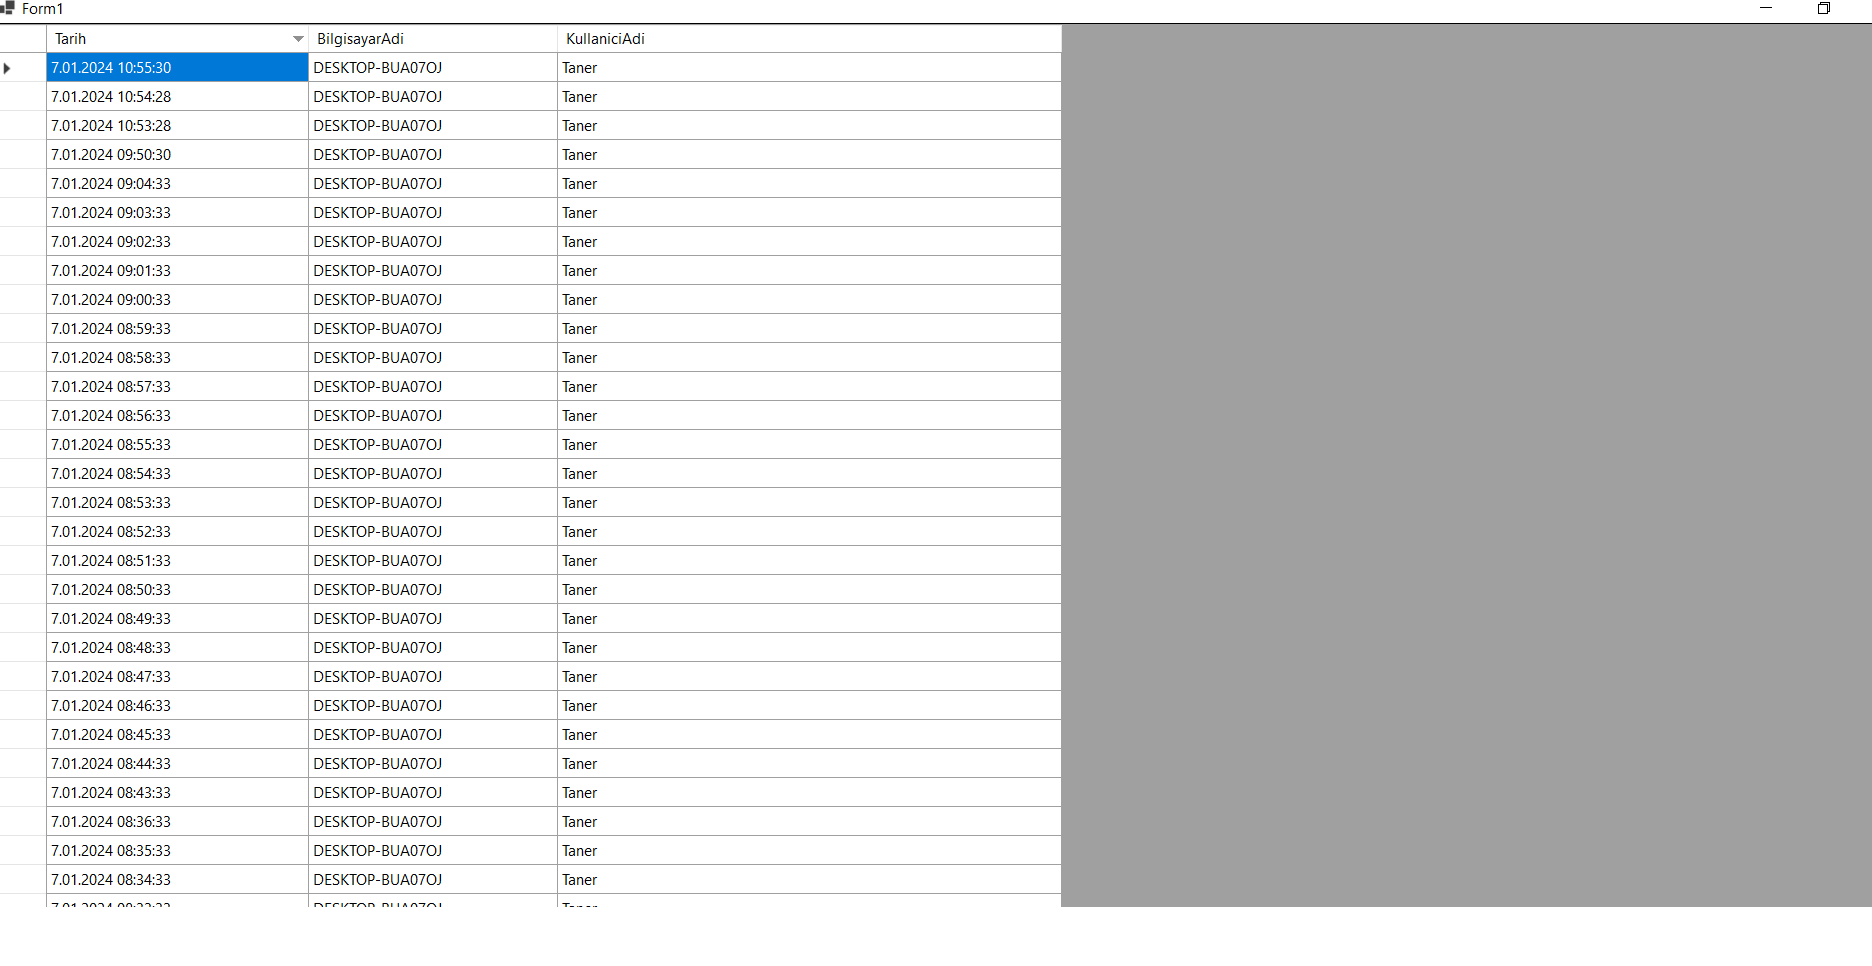 Form1
Tarih BilgisayarAdi KullaniciAdi
7.01.2024 10:55:30 DESKTOP-BUA07OJ Taner
7.01.2024 10:54:28 DESKTOP-BUA07OJ Taner
7.01.2024 10:53:28 DESKTOP-BUA07OJ Taner
7.01.2024 09:50:30 DESKTOP-BUA07OJ Taner
7.01.2024 09:04:33 DESKTOP-BUA07OJ Taner
7.01.2024 09:03:33 DESKTOP-BUA07OJ Taner
7.01.2024 09:02:33 DESKTOP-BUA07OJ Taner
7.01.2024 09:01:33 DESKTOP-BUA07OJ Taner
7.01.2024 09:00:33 DESKTOP-BUA07OJ Taner
7.01.2024 08:59:33 DESKTOP-BUA07OJ Taner
7.01.2024 08:58:33 DESKTOP-BUA07OJ Taner
7.01.2024 08:57:33 DESKTOP-BUA07OJ Taner
7.01.2024 08:56:33 DESKTOP-BUA07OJ Taner
7.01.2024 08:55:33 DESKTOP-BUA07OJ Taner
7.01.2024 08:54:33 DESKTOP-BUA07OJ Taner
7.01.2024 08:53:33 DESKTOP-BUA07OJ Taner
7.01.2024 08:52:33 DESKTOP-BUA07OJ Taner
7.01.2024 08:51:33 DESKTOP-BUA07OJ Taner
7.01.2024 08:50:33 DESKTOP-BUA07OJ Taner
7.01.2024 08:49:33 DESKTOP-BUA07OJ Taner
7.01.2024 08:48:33 DESKTOP-BUA07OJ Taner
7.01.2024 08:47:33 DESKTOP-BUA07OJ Taner
7.01.2024 08:46:33 DESKTOP-BUA07OJ Taner
7.01.2024 08:45:33 DESKTOP-BUA07OJ Taner
7.01.2024 08:44:33 DESKTOP-BUA07OJ Taner
7.01.2024 08:43:33 DESKTOP-BUA07OJ Taner
7.01.2024 08:36:33 DESKTOP-BUA07OJ Taner
7.01.2024 08:35:33 DESKTOP-BUA07OJ Taner
7.01.2024 08:34:33 DESKTOP-BUA07OJ Taner